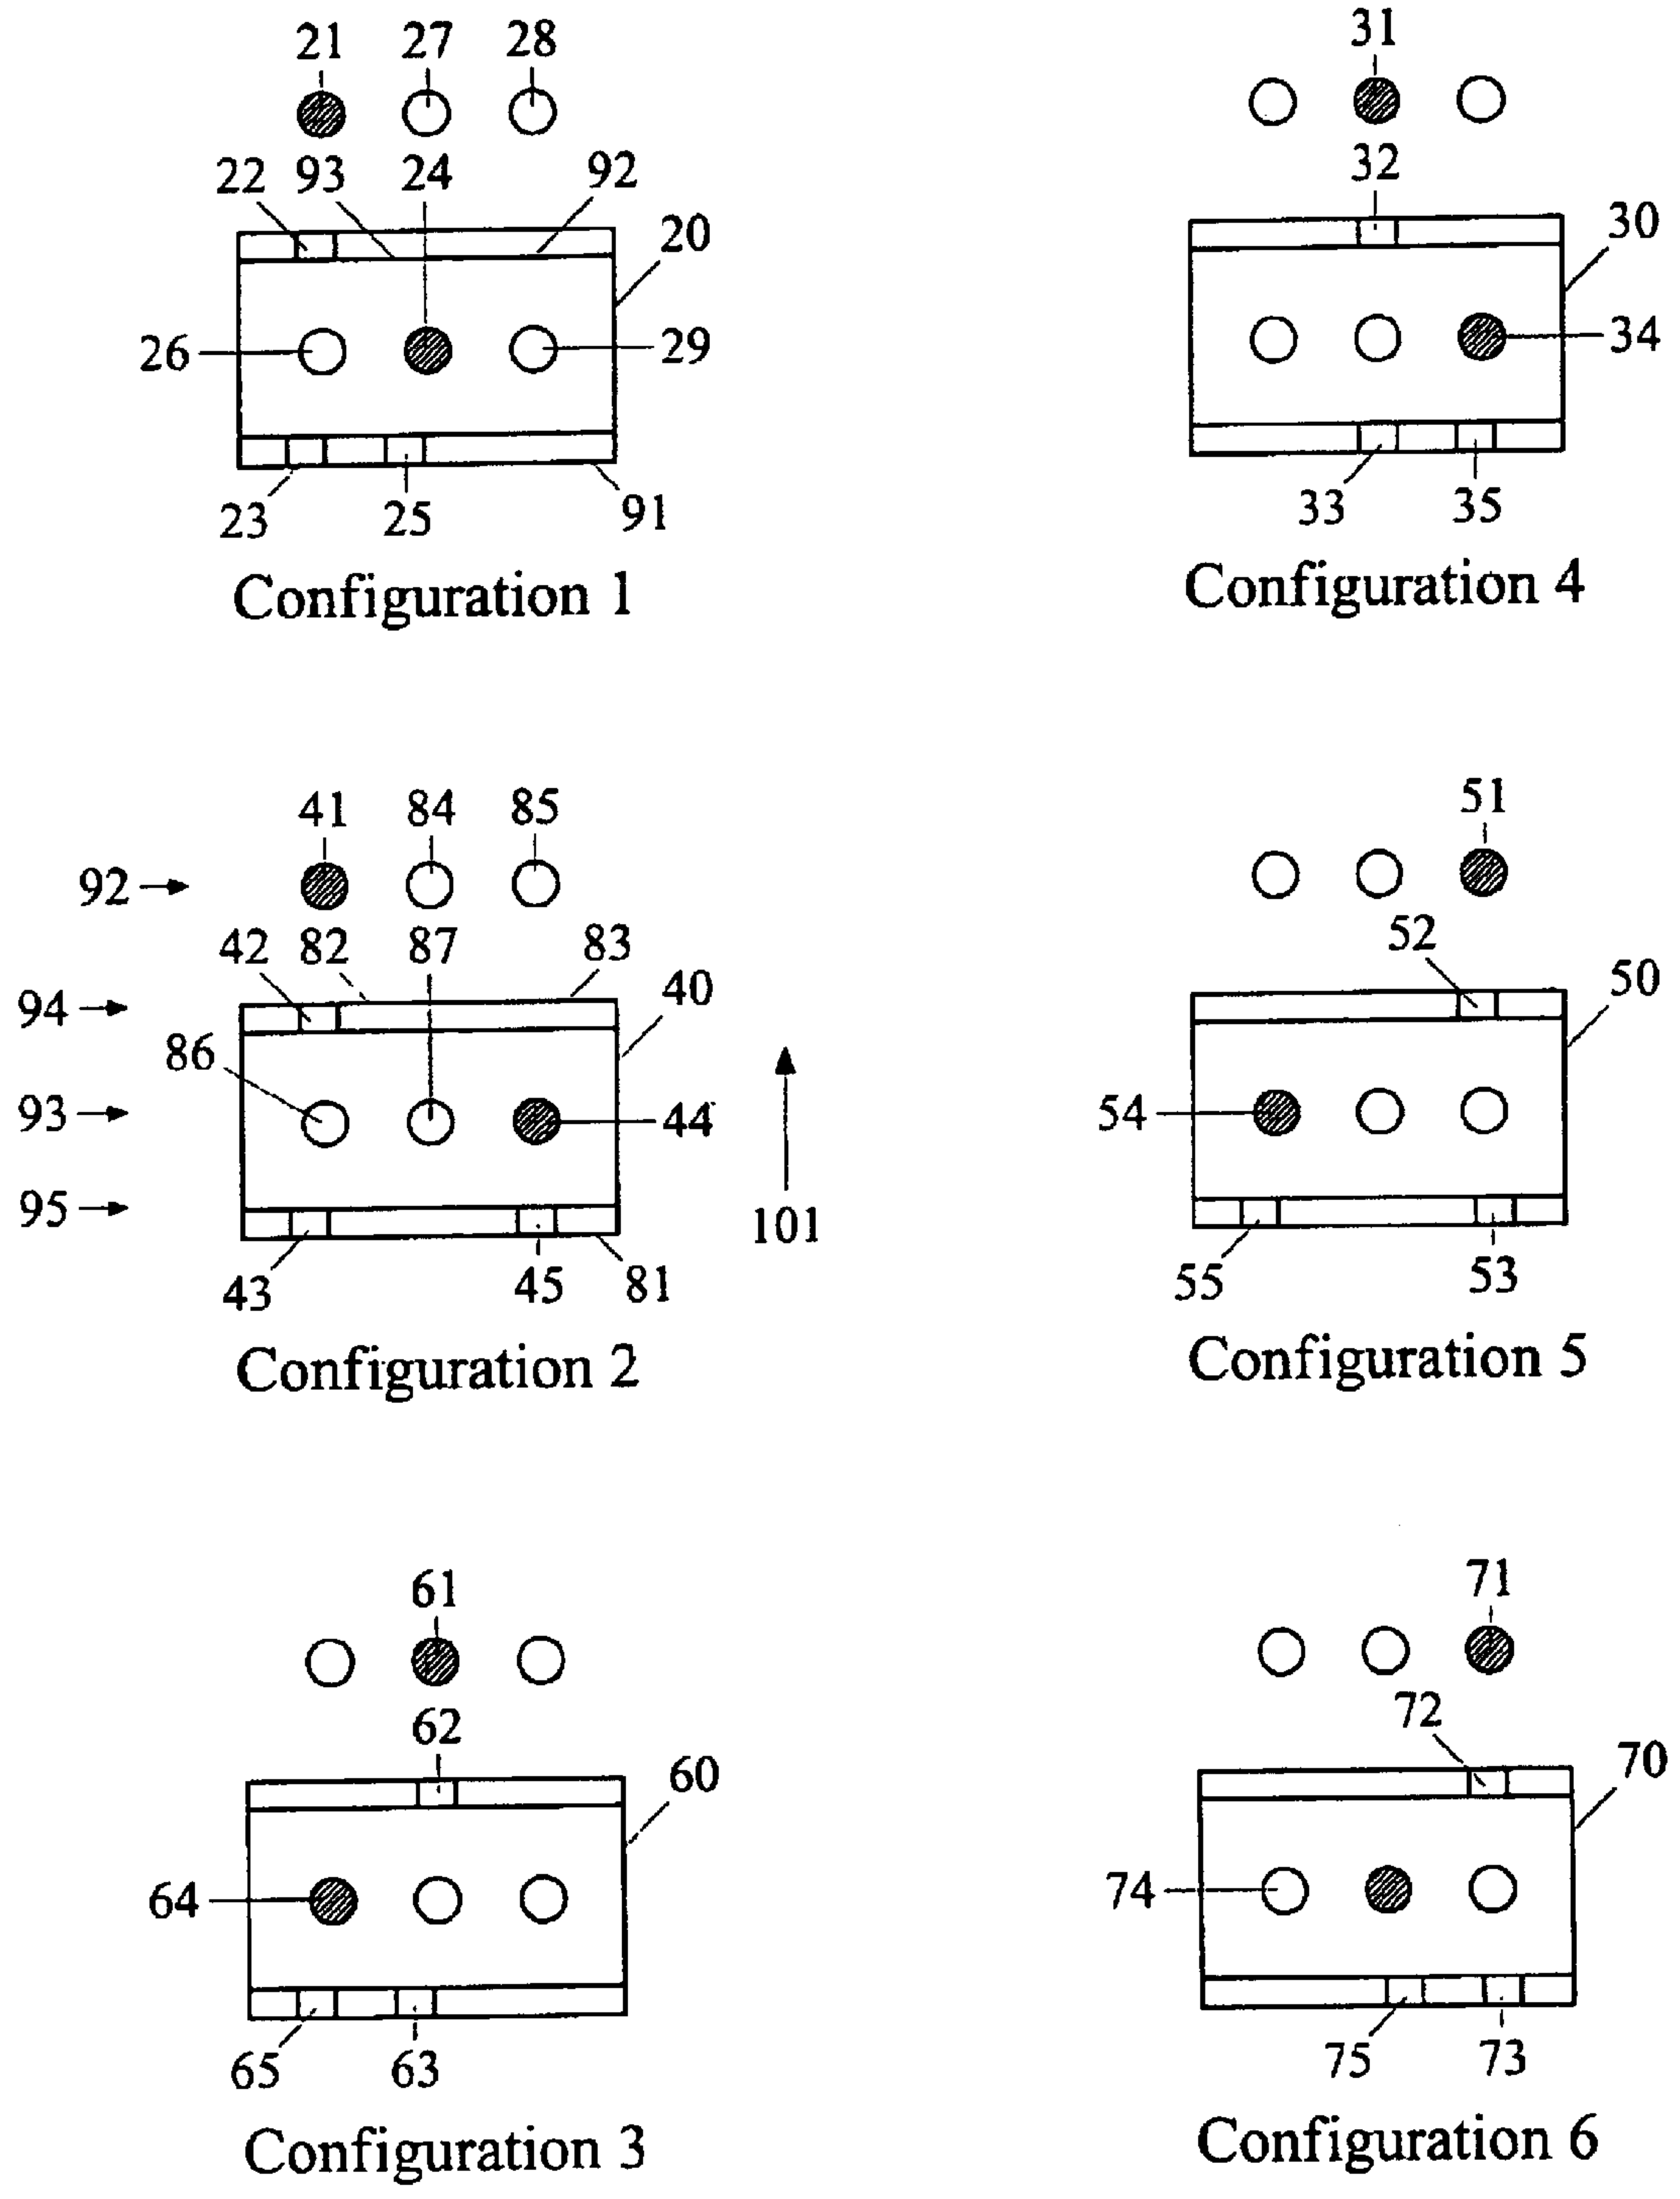 21 27 28
22 93 24 92
20
26 29
23 25 91
Configuration 1
31
32
30
34
33 35
Configuration 4
41 84 85
92
42 82 87 83
94 40
86
93 44
95 101
43 45 81
Configuration 2
51
52
50
54
55 53
Configuration 5
61
62
60
64
65 63
Configuration 3
71
72
70
74
75 73
Configuration 6